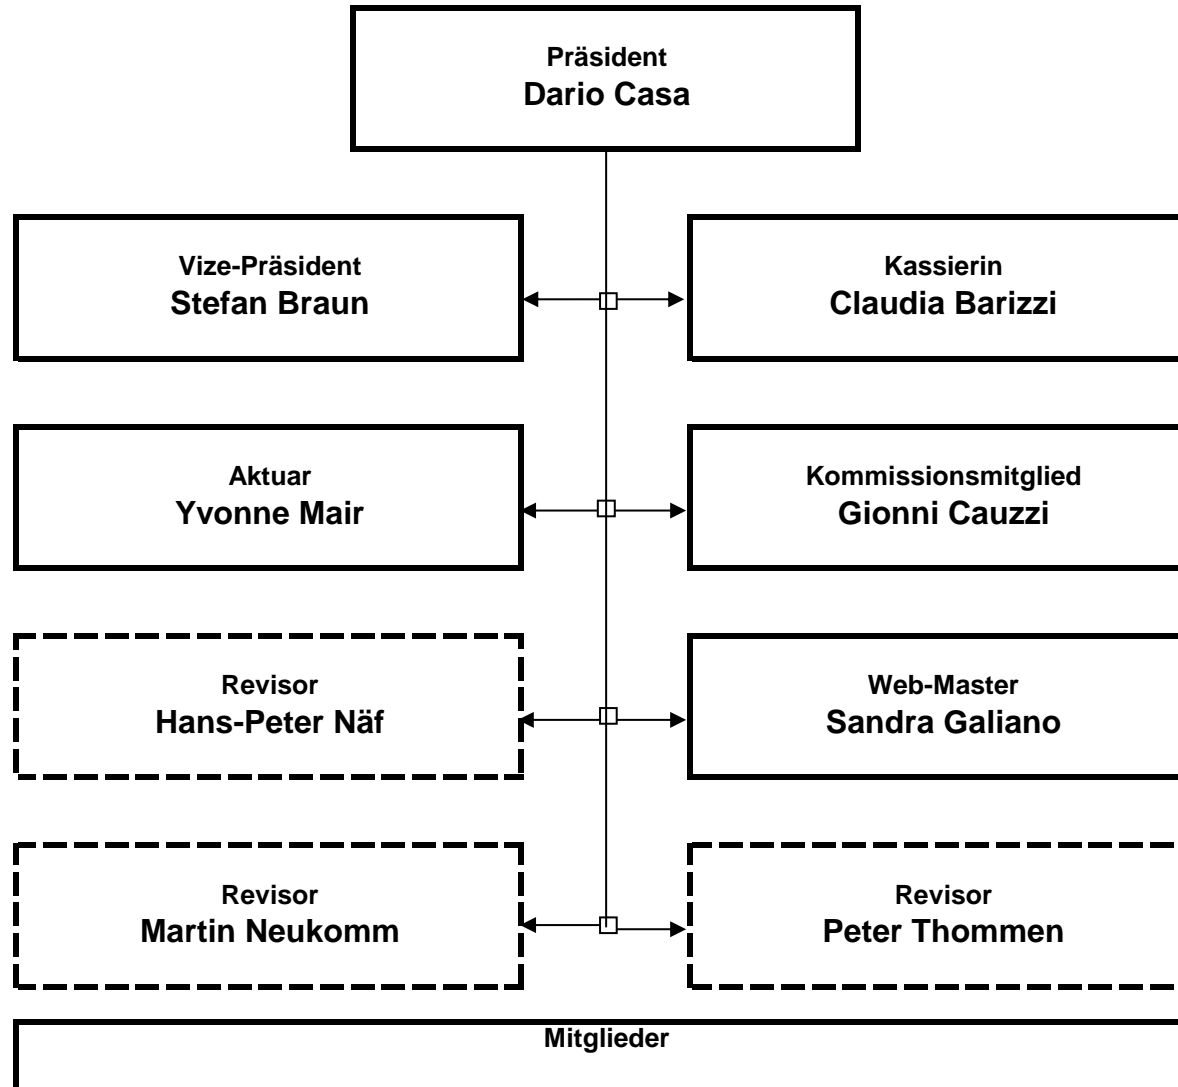 Präsident
Dario Casa
Vize-Präsident
Stefan Braun
Kassierin
Claudia Barizzi
Aktuar
Yvonne Mair
Kommissionsmitglied
Gionni Cauzzi
Revisor
Hans-Peter Näf
Web-Master
Sandra Galiano
Revisor
Martin Neukomm
Revisor
Peter Thommen
Mitglieder